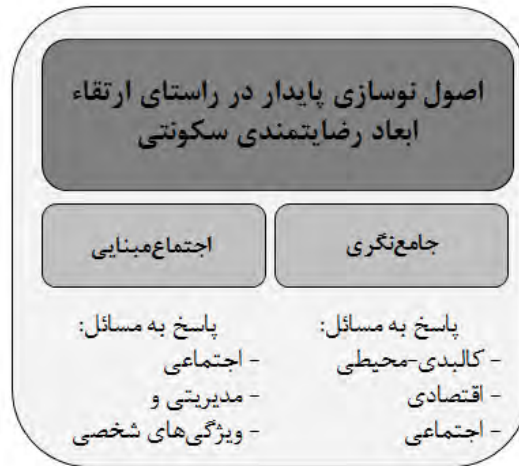 اصول نوسازی پایدار در راستای ارتقاء
ابعاد رضایتمندی سکونتی
جامع‌نگری
پاسخ به مسائل:
- کالبدی-محیطی
- اقتصادی
- اجتماعی
اجتماع‌مبنایی
پاسخ به مسائل:
- اجتماعی
- مدیریتی و
- ویژگی‌های شخصی